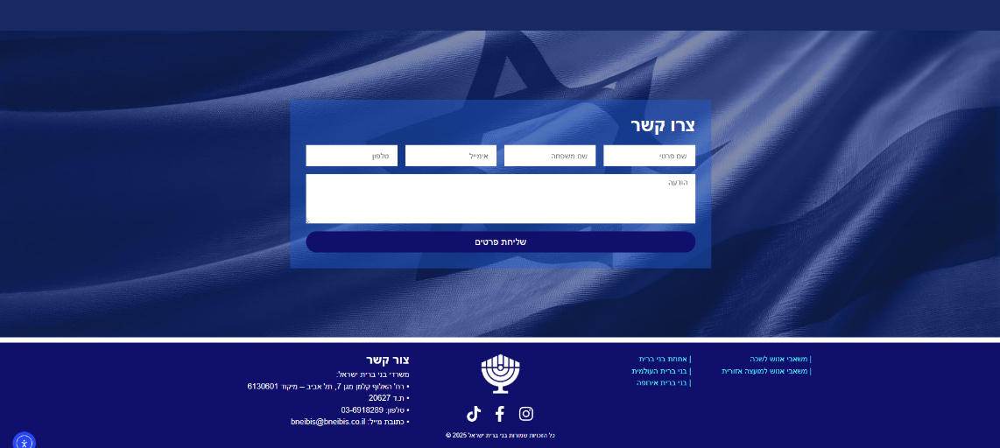 צרו קשר
שם פרטי
שם משפחה
אימייל
טלפון
הודעה
שליחת פרטים
| משאבי אנוש לשכה
| משאבי אנוש למועצה אזורית
| אחוזת בני ברית
| בני ברית העולמית
| בני ברית אירופה
כל הזכויות שמורות בני ברית ישראל 2025 ©
צור קשר
משרדי בני ברית ישראל:
• רח' האלוף קלמן מגן 7, תל אביב – מיקוד 6130601
• ת.ד 20627
• טלפון: 03-6918289
• כתובת מייל: bneibis@bneibis.co.il